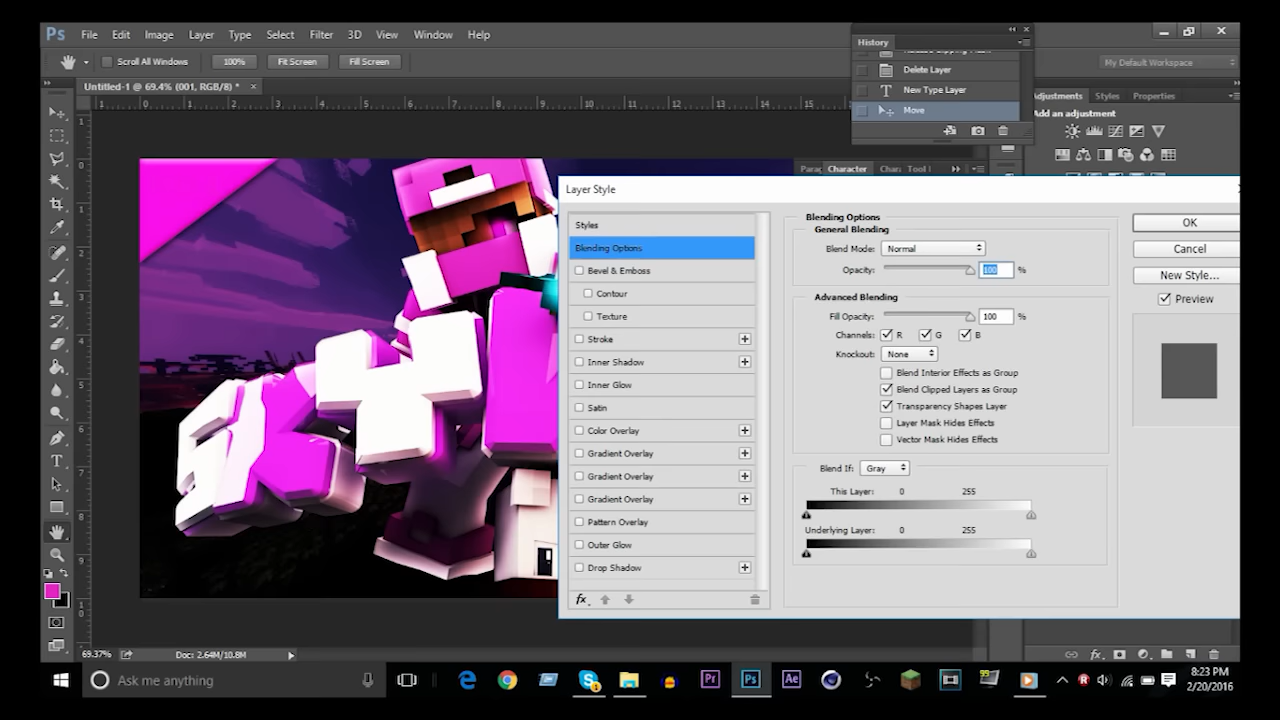 Ps File Edit Image Layer Type Select Filter 3D View Window Help
Scroll All Windows 100% Fit Screen Fill Screen
My Default Workspace
Untitled-1 @ 69.4% (001, RGB/8) * ×
History
Delete Layer
New Type Layer
Move
Adjustments Styles Properties
Add an adjustment
Character
Layer Style
Styles
Blending Options
Bevel & Emboss
Contour
Texture
Stroke
Inner Shadow
Inner Glow
Satin
Color Overlay
Gradient Overlay
Gradient Overlay
Gradient Overlay
Pattern Overlay
Outer Glow
Drop Shadow
fx
Blending Options
General Blending
Blend Mode: Normal
Opacity: 100 %
Advanced Blending
Fill Opacity: 100 %
Channels: R G B
Knockout: None
Blend Interior Effects as Group
Blend Clipped Layers as Group
Transparency Shapes Layer
Layer Mask Hides Effects
Vector Mask Hides Effects
Blend If: Gray
This Layer: 0 255
Underlying Layer: 0 255
OK
Cancel
New Style...
Preview
69.37% Doc: 2.64M/10.8M
Ask me anything
Pr Ps Ae
8:23 PM
2/20/2016